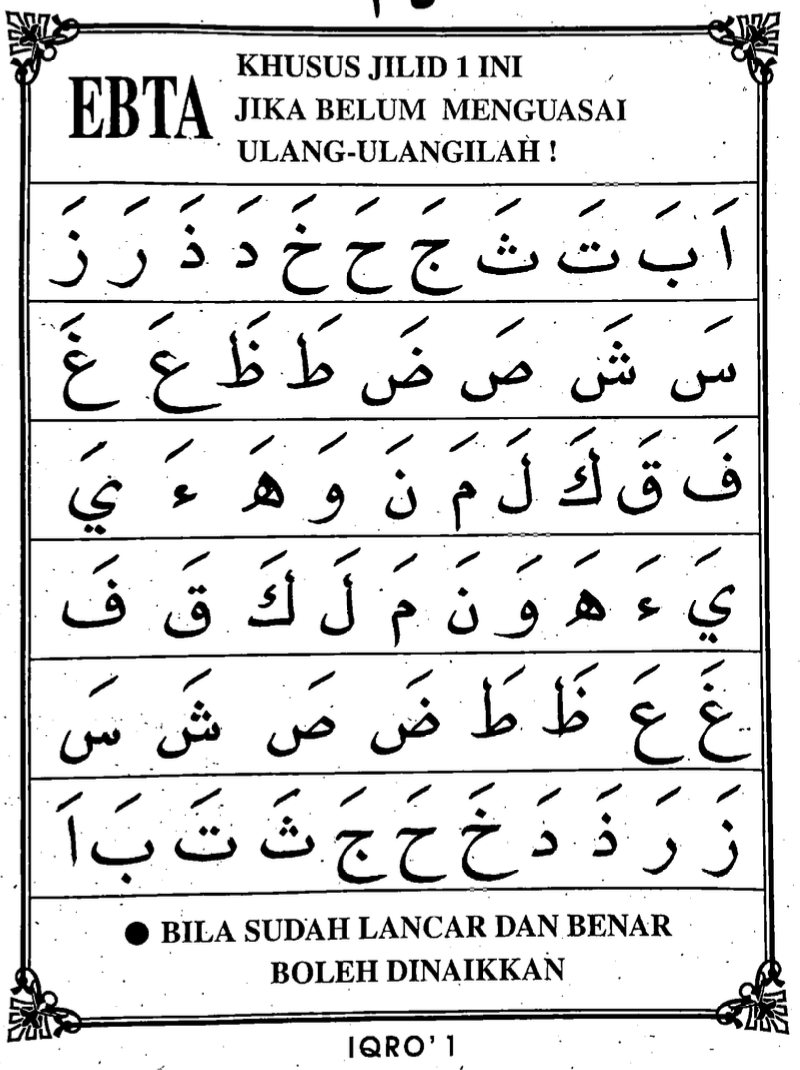 EBTA
KHUSUS JILID 1 INI
JIKA BELUM MENGUASAI
ULANG-ULANGILAH !
اَ بَ تَ ثَ جَ حَ خَ دَ ذَ رَ زَ
سَ شَ صَ ضَ طَ ظَ عَ غَ
فَ قَ كَ لَ مَ نَ وَ هَ ءَ يَ
يَ ءَ هَ وَ نَ مَ لَ كَ قَ فَ
غَ عَ ظَ طَ ضَ صَ شَ سَ
زَ رَ ذَ دَ خَ حَ جَ ثَ تَ بَ اَ
● BILA SUDAH LANCAR DAN BENAR
BOLEH DINAIKKAN
IQRO' 1